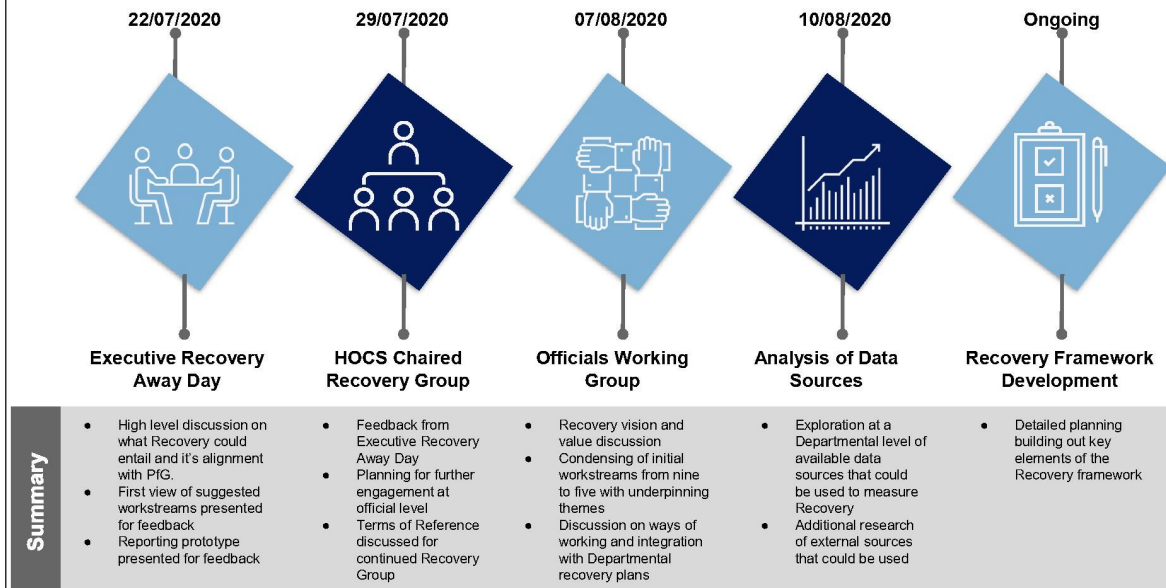 22/07/2020
29/07/2020
07/08/2020
10/08/2020
Ongoing
Executive Recovery
Away Day
HOCS Chaired
Recovery Group
Officials Working
Group
Analysis of Data
Sources
Recovery Framework
Development
Summary
● High level discussion on
what Recovery could
entail and it's alignment
with PfG.
● First view of suggested
workstreams presented
for feedback
● Reporting prototype
presented for feedback
● Feedback from
Executive Recovery
Away Day
● Planning for further
engagement at
official level
● Terms of Reference
discussed for
continued Recovery
Group
● Recovery vision and
value discussion
● Condensing of initial
workstreams from nine
to five with underpinning
themes
● Discussion on ways of
working and integration
with Departmental
recovery plans
● Exploration at a
Departmental level of
available data
sources that could
be used to measure
Recovery
● Additional research
of external sources
that could be used
● Detailed planning
building out key
elements of the
Recovery framework